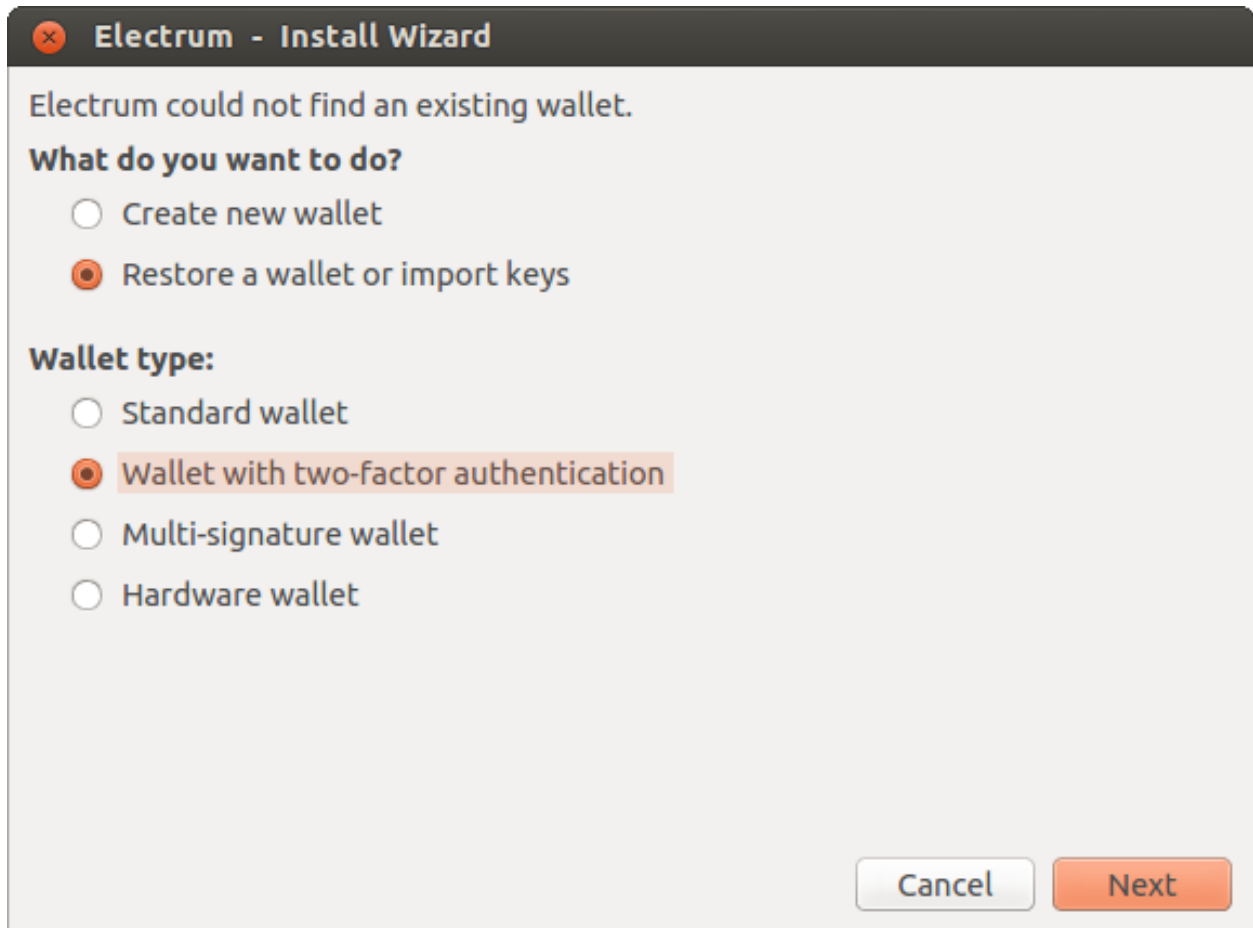 Electrum - Install Wizard
Electrum could not find an existing wallet.
What do you want to do?
Create new wallet
Restore a wallet or import keys
Wallet type:
Standard wallet
Wallet with two-factor authentication
Multi-signature wallet
Hardware wallet
Cancel Next